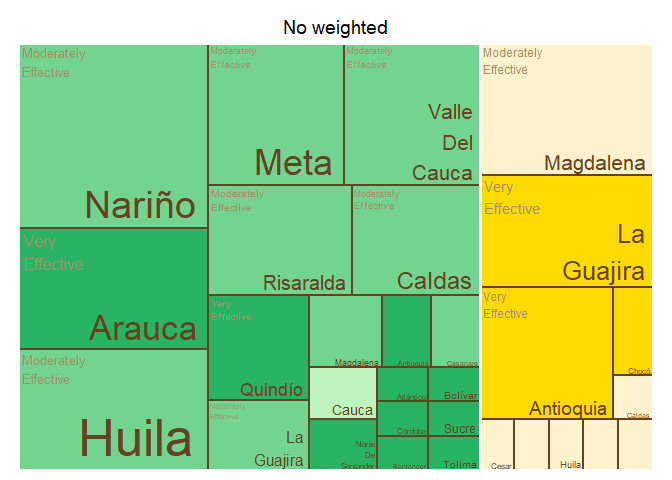 No weighted
Moderately
Effective
Nariño
Very
Effective
Arauca
Moderately
Effective
Huila
Moderately
Effective
Meta
Moderately
Effective
Valle
Del
Cauca
Moderately
Effective
Risaralda
Moderately
Effective
Caldas
Very
Effective
Quindío
Moderately
Effective
La
Guajira
Magdalena
Antioquia
Casanare
Cauca
Atlántico
Bolívar
Norte
De
Santander
Córdoba
Sucre
Santander
Tolima
Moderately
Effective
Magdalena
Very
Effective
La
Guajira
Very
Effective
Antioquia
Chocó
Caldas
Cesar
Huila